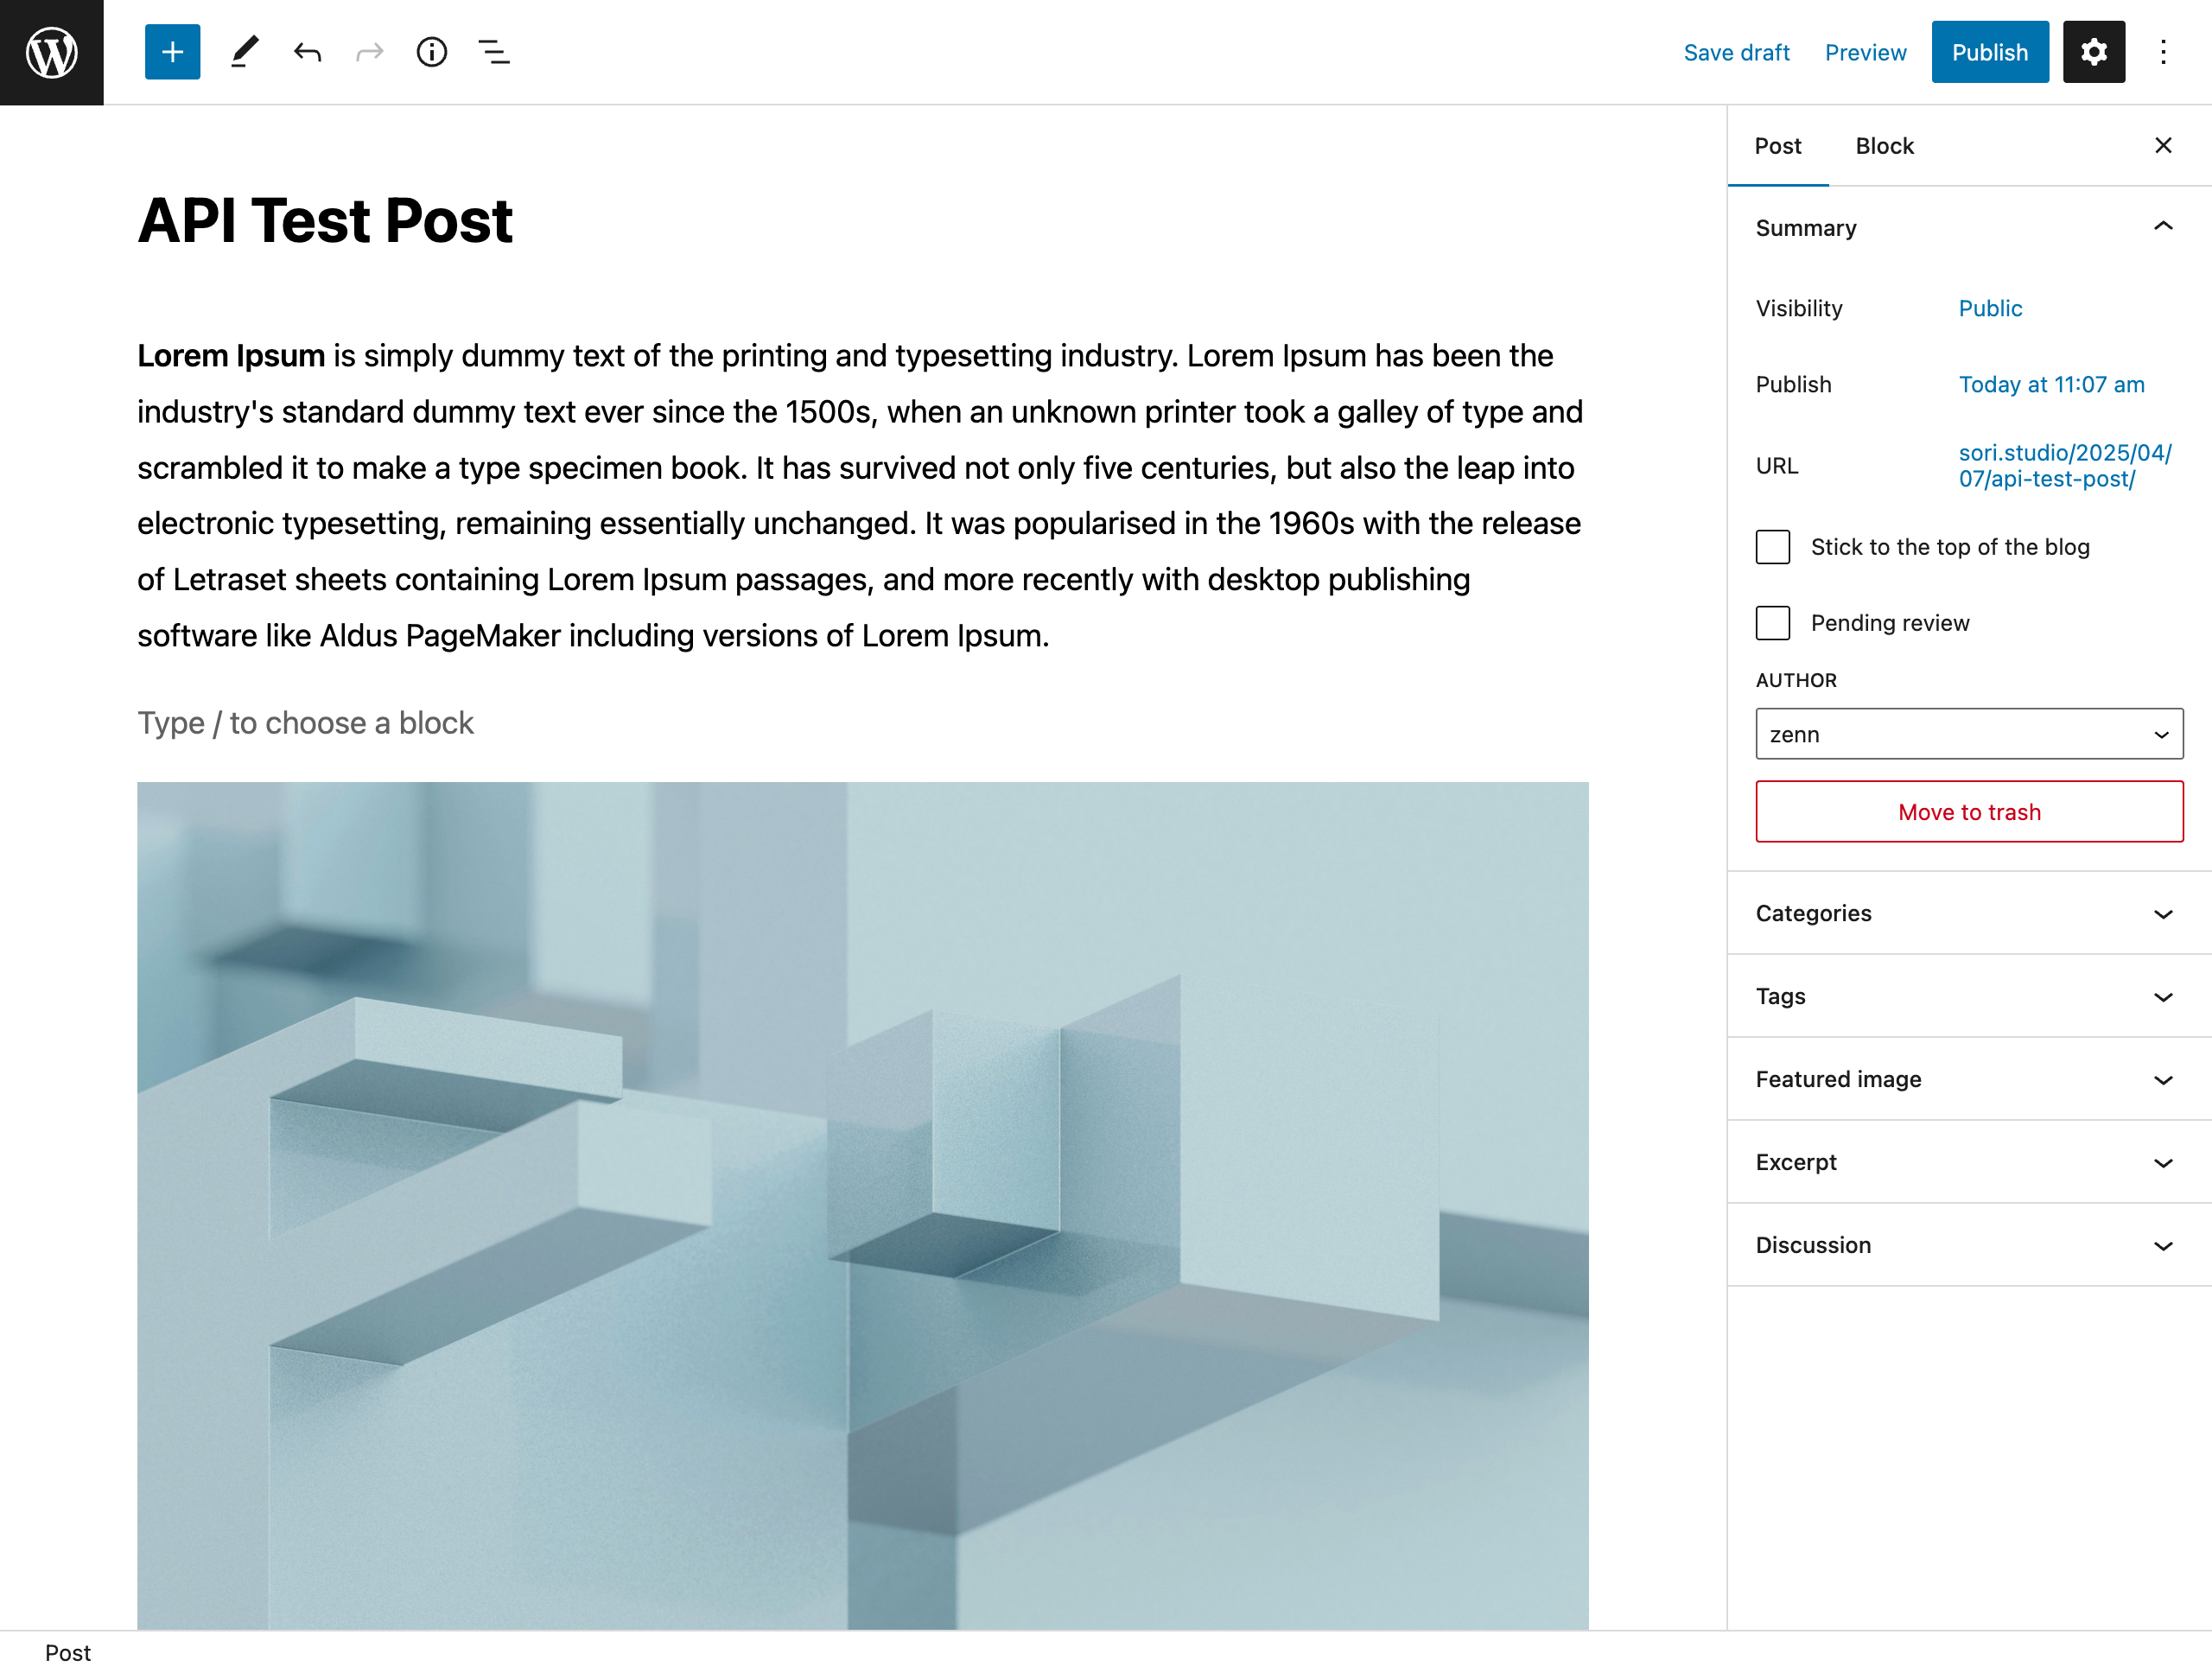 Save draft
Preview
Publish
API Test Post
Lorem Ipsum is simply dummy text of the printing and typesetting industry. Lorem Ipsum has been the
industry's standard dummy text ever since the 1500s, when an unknown printer took a galley of type and
scrambled it to make a type specimen book. It has survived not only five centuries, but also the leap into
electronic typesetting, remaining essentially unchanged. It was popularised in the 1960s with the release
of Letraset sheets containing Lorem Ipsum passages, and more recently with desktop publishing
software like Aldus PageMaker including versions of Lorem Ipsum.
Type / to choose a block
Post
Block
Summary
Visibility
Public
Publish
Today at 11:07 am
URL
sori.studio/2025/04/
07/api-test-post/
Stick to the top of the blog
Pending review
AUTHOR
zenn
Move to trash
Categories
Tags
Featured image
Excerpt
Discussion
Post